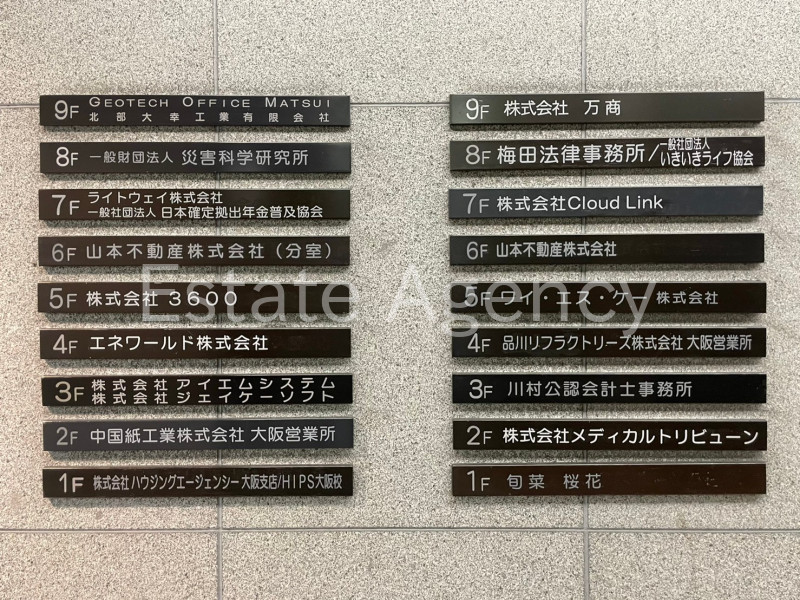 9F GEOTECH OFFICE MATSUI
北部大幸工業有限会社
8F 一般財団法人 災害科学研究所
7F ライトウェイ株式会社
一般社団法人 日本確定拠出年金普及協会
6F 山本不動産株式会社(分室)
5F 株式会社3600
4F エネワールド株式会社
3F 株式会社アイエムシステム
株式会社ジェイケーソフト
2F 中国紙工業株式会社 大阪営業所
1F 株式会社ハウジングエージェンシー大阪支店/HIPS大阪校
9F 株式会社 万商
8F 梅田法律事務所/一般社団法人
いきいきライフ協会
7F 株式会社Cloud Link
6F 山本不動産株式会社
5F ワイ・エス・ケー 株式会社
4F 品川リフラクトリーズ株式会社 大阪営業所
3F 川村公認会計士事務所
2F 株式会社メディカルトリビューン
1F 旬菜 桜花
Estate Agency